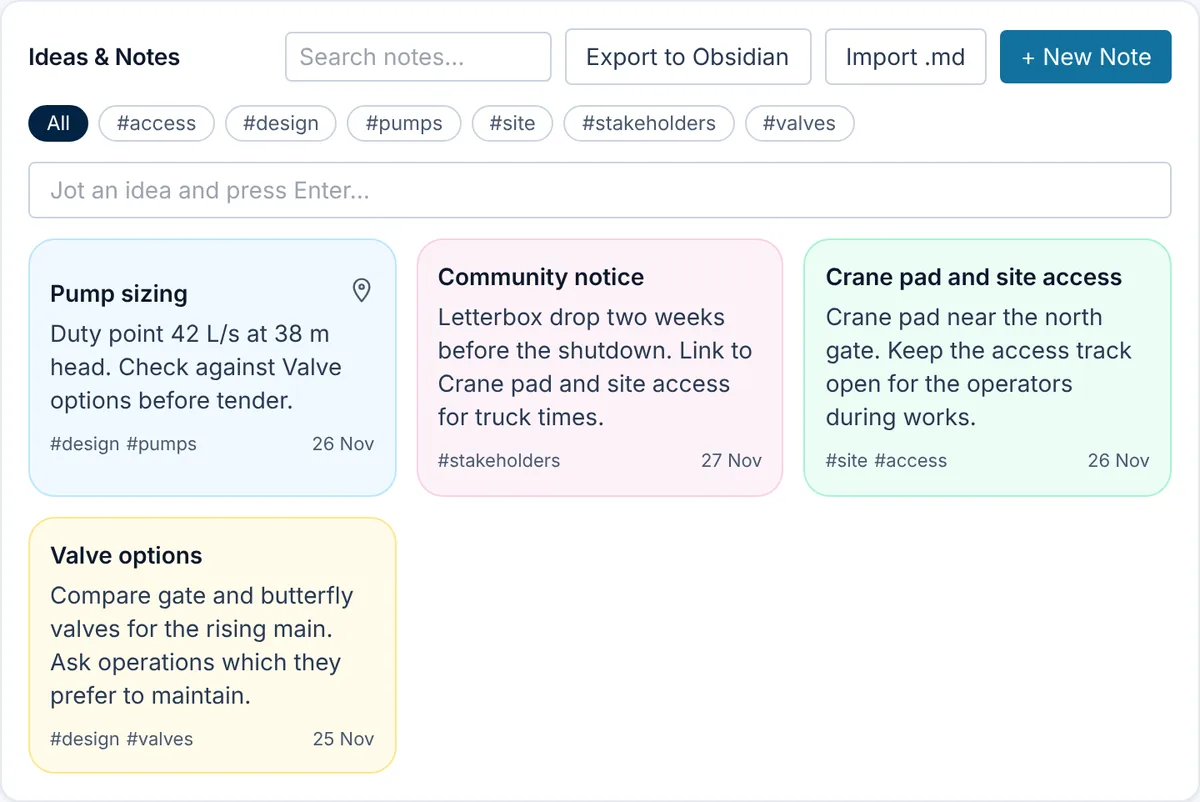 Ideas & Notes
Search notes...
Export to Obsidian
Import .md
+ New Note
All
#access
#design
#pumps
#site
#stakeholders
#valves
Jot an idea and press Enter...
Pump sizing
Duty point 42 L/s at 38 m
head. Check against Valve
options before tender.
#design #pumps
26 Nov
Community notice
Letterbox drop two weeks
before the shutdown. Link to
Crane pad and site access
for truck times.
#stakeholders
27 Nov
Crane pad and site access
Crane pad near the north
gate. Keep the access track
open for the operators
during works.
#site #access
26 Nov
Valve options
Compare gate and butterfly
valves for the rising main.
Ask operations which they
prefer to maintain.
#design #valves
25 Nov